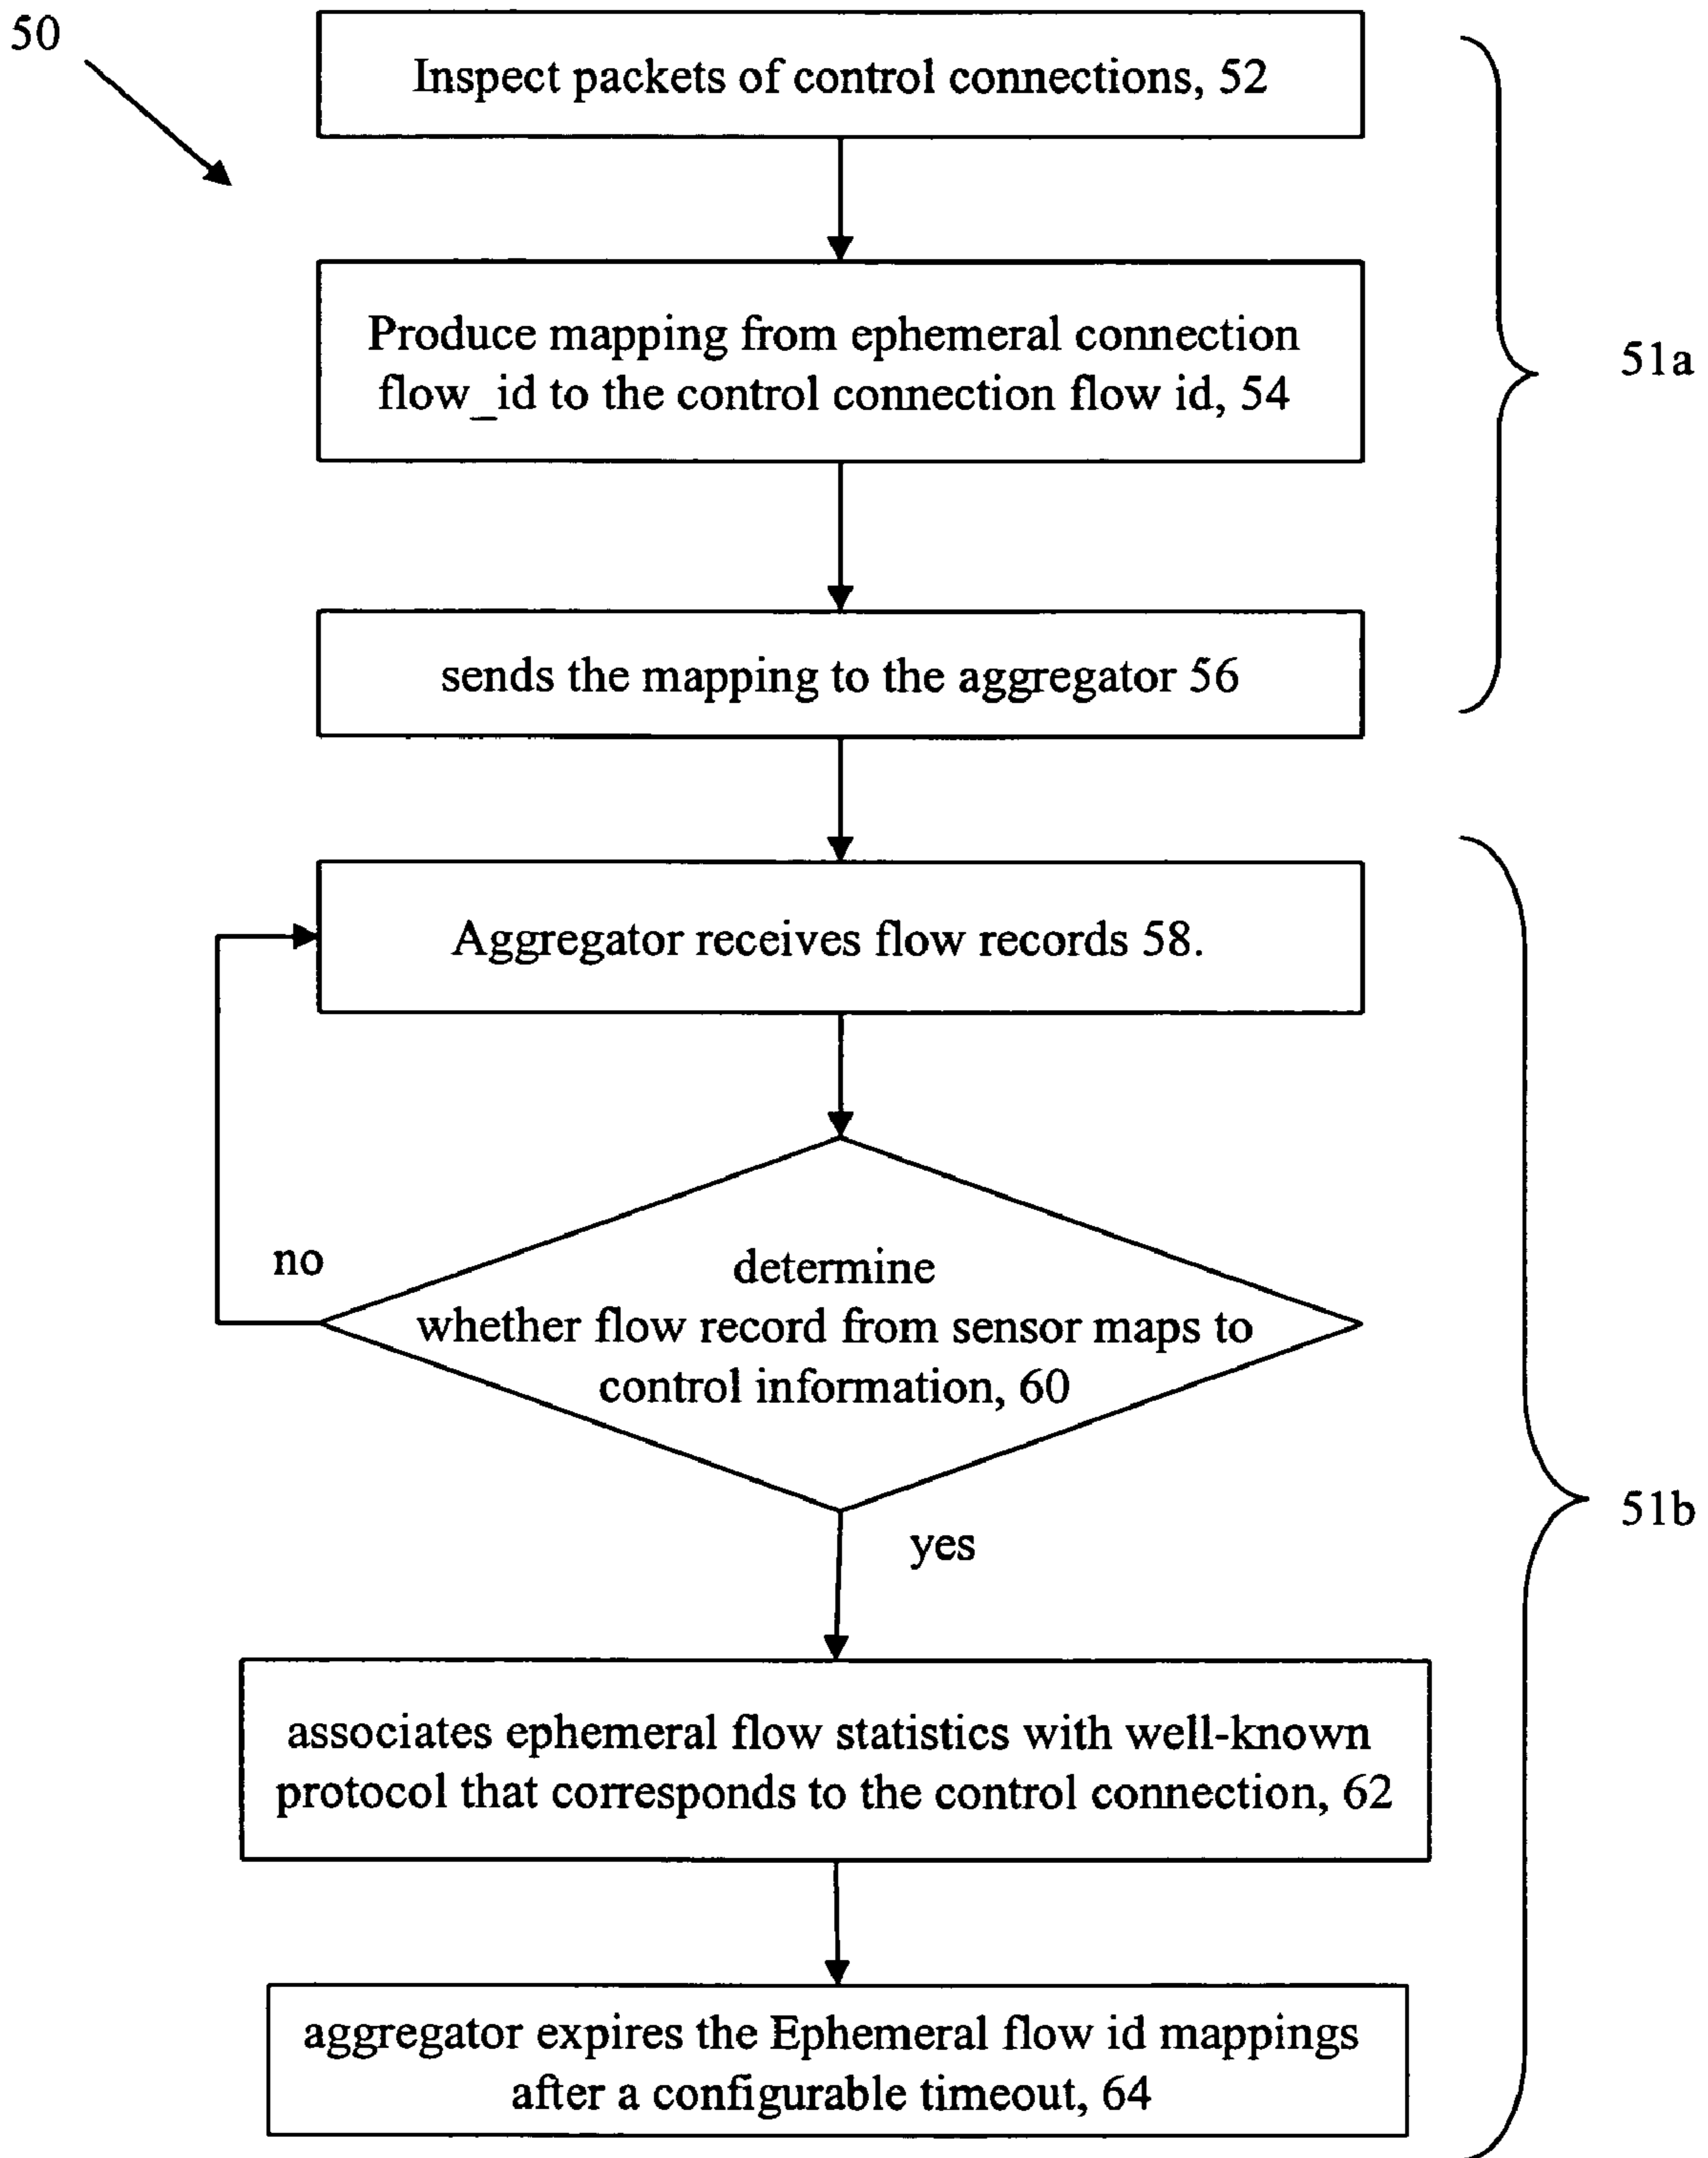 50
Inspect packets of control connections, 52
Produce mapping from ephemeral connection
flow_id to the control connection flow id, 54
51a
sends the mapping to the aggregator 56
Aggregator receives flow records 58.
no
determine
whether flow record from sensor maps to
control information, 60
51b
yes
associates ephemeral flow statistics with well-known
protocol that corresponds to the control connection, 62
aggregator expires the Ephemeral flow id mappings
after a configurable timeout, 64